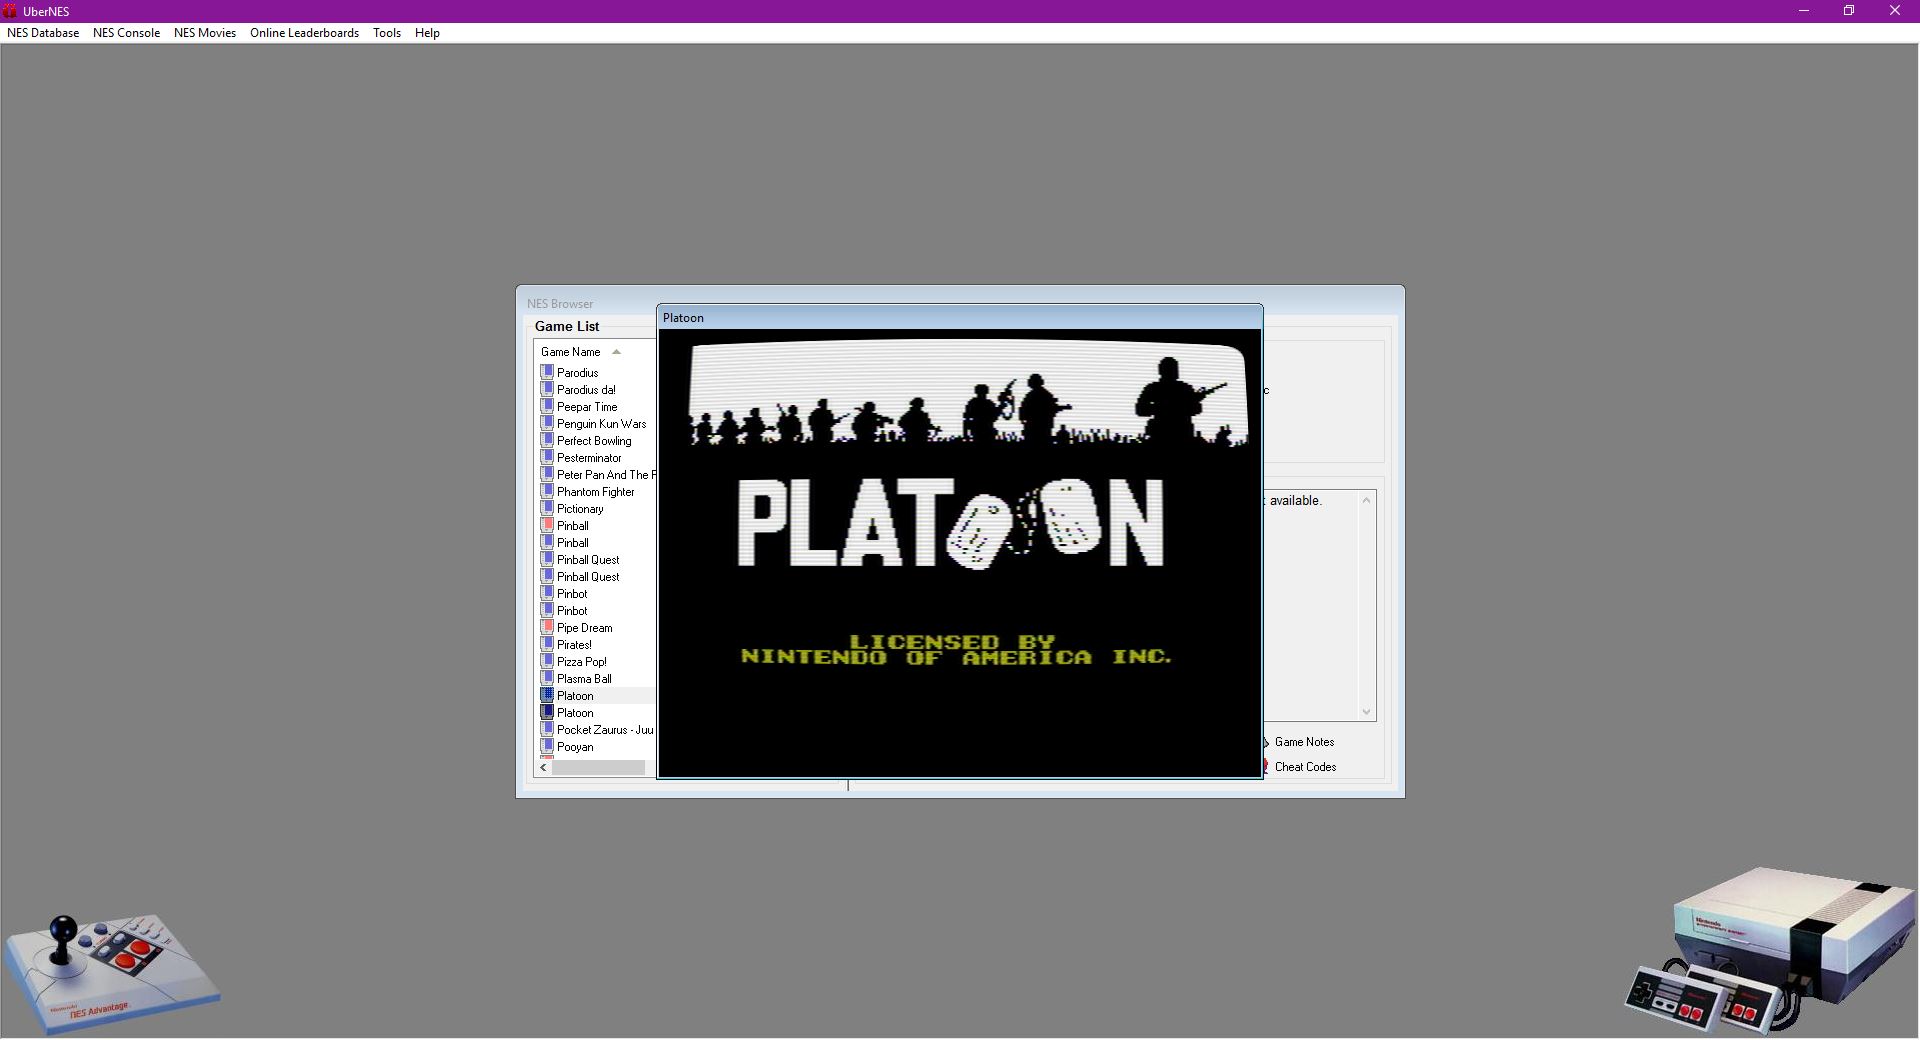 UberNES
NES Database NES Console NES Movies Online Leaderboards Tools Help
NES Browser
Game List
Game Name
Parodius
Parodius da!
Peepar Time
Penguin Kun Wars
Perfect Bowling
Pesterminator
Peter Pan And The
Phantom Fighter
Pictionary
Pinball
Pinball
Pinball Quest
Pinball Quest
Pinbot
Pinbot
Pipe Dream
Pirates!
Pizza Pop!
Plasma Ball
Platoon
Platoon
Pocket Zaurus - Juu
Pooyan
Platoon
PLATOON
LICENSED BY
NINTENDO OF AMERICA INC.
c
available.
Game Notes
Cheat Codes
Nintendo
NES Advantage
Nintendo